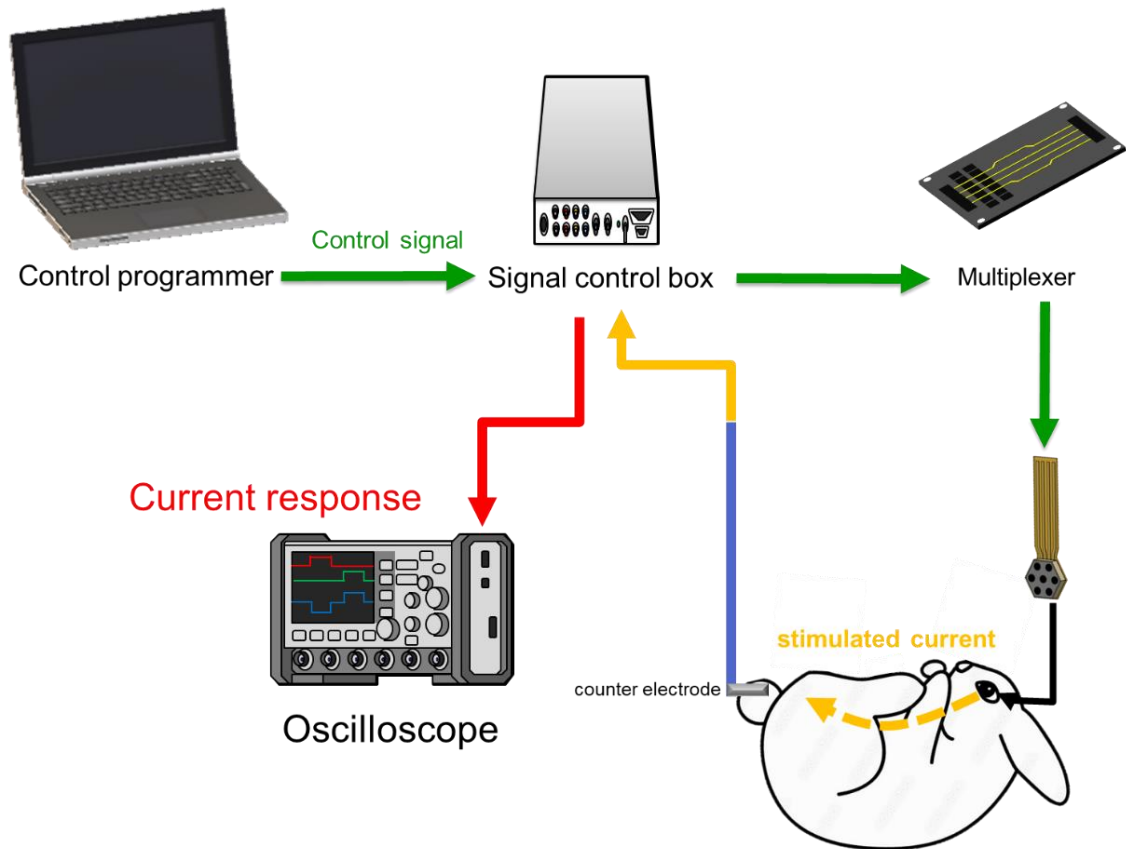 Control signal
Control programmer
Signal control box
Multiplexer
Current response
stimulated current
counter electrode
Oscilloscope